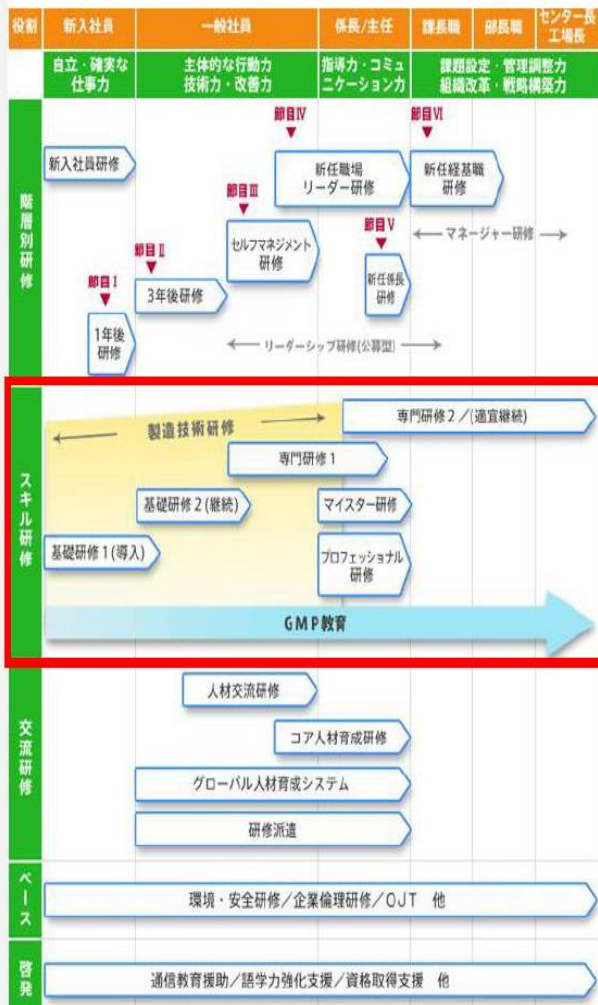 役割 新入社員 一般社員 係長/主任 課長職 部長職 センター長
工場長
自立・確実な
仕事力
主体的な行動力
技術力・改善力
指導力・コミュ
ニケーション力
課題設定・管理調整力
組織改革・戦略構築力
階層別研修
節目Ⅳ
節目Ⅵ
新入社員研修
新任職場
リーダー研修
新任経基職
研修
節目Ⅲ
節目Ⅱ
セルフマネジメント
研修
節目Ⅴ
マネージャー研修
節目Ⅰ
3年後研修
新任係長
研修
1年後
研修
リーダーシップ研修(公募型)
スキル研修
製造技術研修
専門研修2/(適宜継続)
専門研修1
基礎研修2(継続)
マイスター研修
基礎研修1(導入)
プロフェッショナル
研修
GMP教育
交流研修
人材交流研修
コア人材育成研修
グローバル人材育成システム
研修派遣
ベース
環境・安全研修/企業倫理研修/OJT 他
啓発
通信教育援助/語学力強化支援/資格取得支援 他